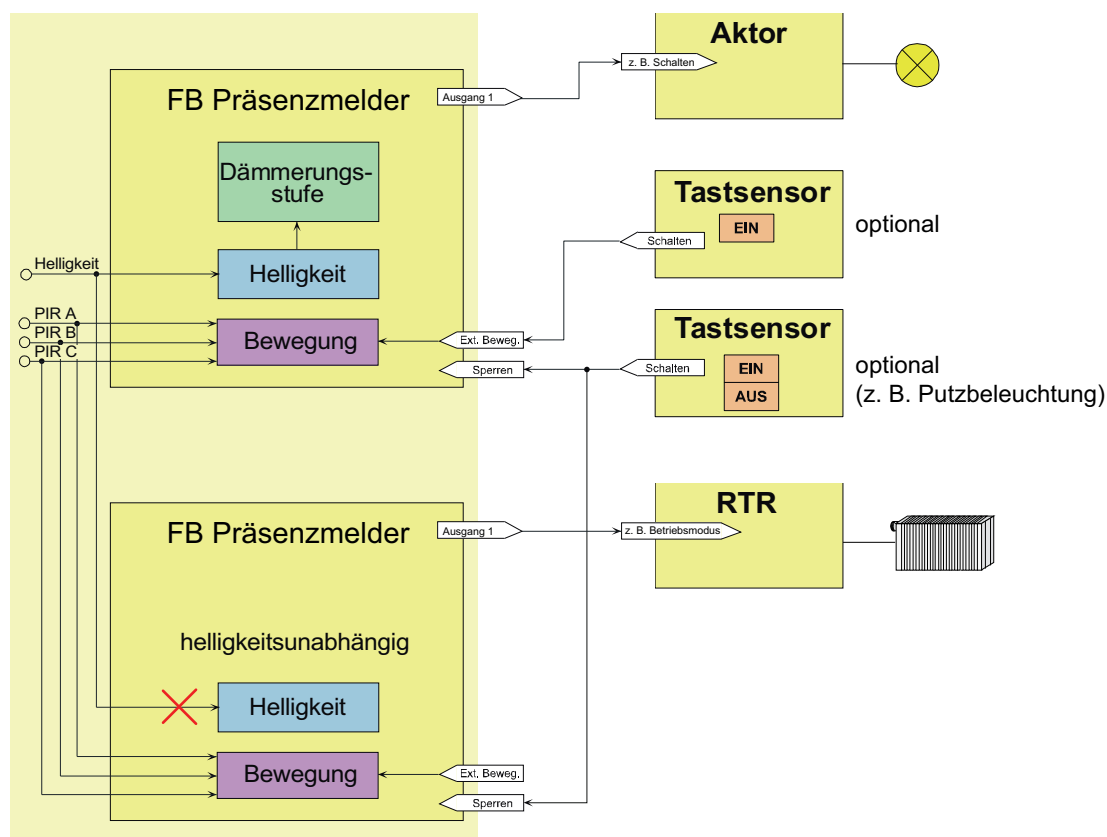 Aktor
z. B. Schalten
FB Präsenzmelder
Ausgang 1
Dämmerungs-
stufe
Tastsensor
EIN
optional
Schalten
Helligkeit
Helligkeit
PIR A
PIR B
PIR C
Bewegung
Ext. Beweg.
Sperren
Tastsensor
Schalten
EIN
AUS
optional
(z. B. Putzbeleuchtung)
FB Präsenzmelder
Ausgang 1
RTR
z. B. Betriebsmodus
helligkeitsunabhängig
Helligkeit
Bewegung
Ext. Beweg.
Sperren